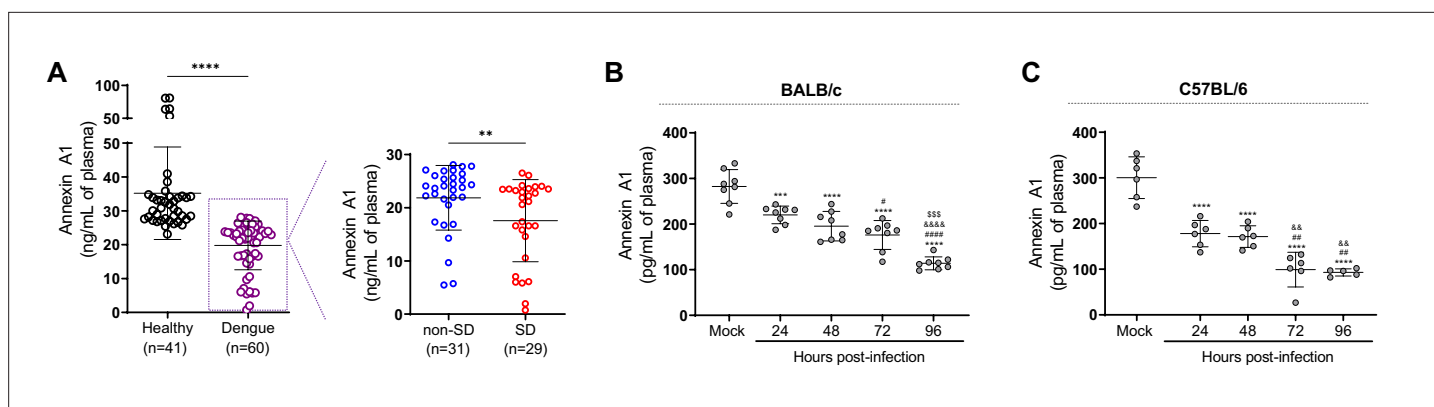 A
****
Annexin A1
(ng/mL of plasma)
100
50
50
40
30
20
10
0
Healthy
(n=41)
Dengue
(n=60)
**
Annexin A1
(ng/mL of plasma)
30
20
10
0
non-SD
(n=31)
SD
(n=29)
B
BALB/c
Annexin A1
(pg/mL of plasma)
400
300
200
100
0
***
****
#
****
$$$
&&&&
####
****
Mock
24
48
72
96
Hours post-infection
C
C57BL/6
Annexin A1
(pg/mL of plasma)
400
300
200
100
0
****
****
&&
##
****
&&
##
****
Mock
24
48
72
96
Hours post-infection